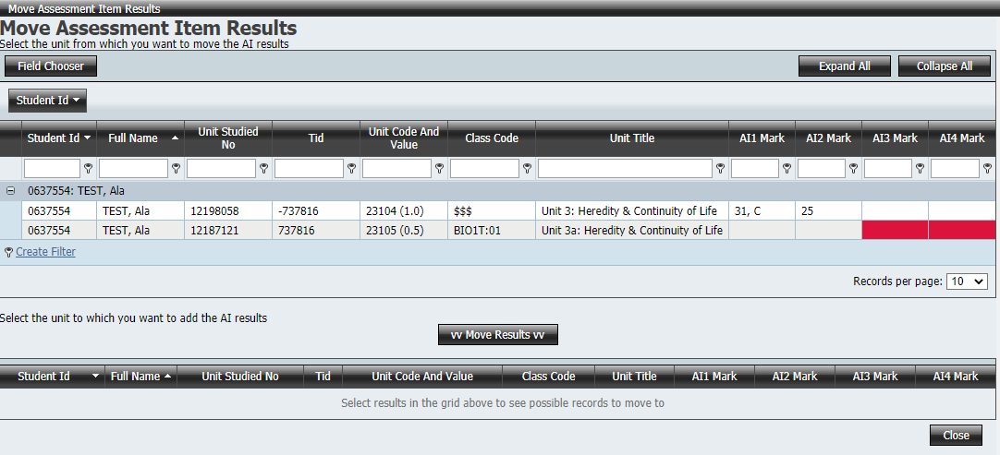 Move Assessment Item Results
Move Assessment Item Results
Select the unit from which you want to move the AI results
Field Chooser Expand All Collapse All
Student Id
Student Id Full Name Unit Studied No Tid Unit Code And Value Class Code Unit Title AI1 Mark AI2 Mark AI3 Mark AI4 Mark
0637554: TEST, Ala
0637554 TEST, Ala 12198058 -737816 23104 (1.0) $$$ Unit 3: Heredity & Continuity of Life 31, C 25
0637554 TEST, Ala 12187121 737816 23105 (0.5) BIO1T:01 Unit 3a: Heredity & Continuity of Life
Create Filter
Records per page: 10
Select the unit to which you want to add the AI results
vv Move Results vv
Student Id Full Name Unit Studied No Tid Unit Code And Value Class Code Unit Title AI1 Mark AI2 Mark AI3 Mark AI4 Mark
Select results in the grid above to see possible records to move to
Close